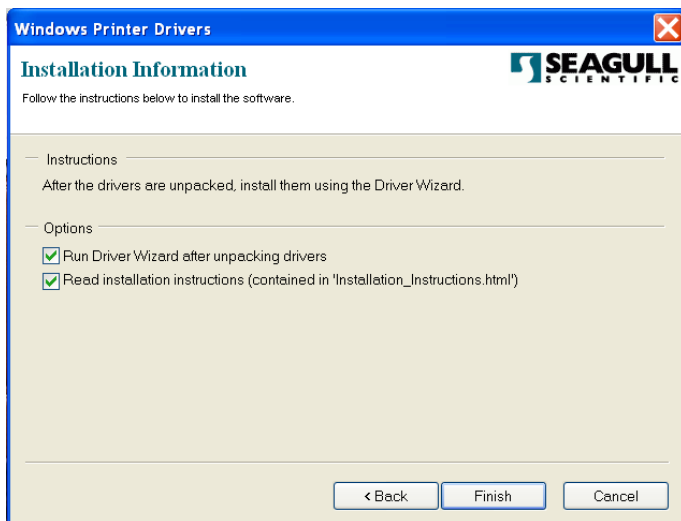 Windows Printer Drivers
Installation Information
SEAGULL
SCIENTIFIC
Follow the instructions below to install the software.
Instructions
After the drivers are unpacked, install them using the Driver Wizard.
Options
Run Driver Wizard after unpacking drivers
Read installation instructions (contained in 'Installation_Instructions.html')
< Back Finish Cancel